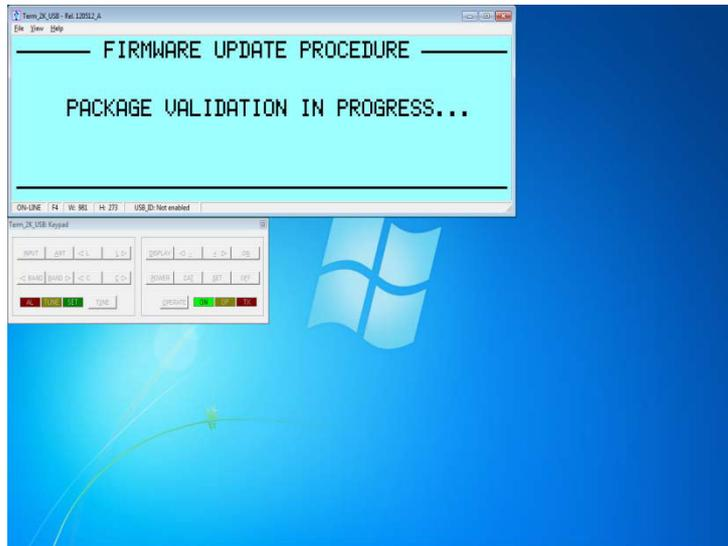 Term_2K_USB - Rel. 120512_A
File View Help
FIRMWARE UPDATE PROCEDURE
PACKAGE VALIDATION IN PROGRESS...
ON-LINE F4 W: 981 H: 273 USB_ID: Not enabled
Term_2K_USB: Keypad
INPUT ANT ◁ L L ▷ DISPLAY ◁ - + ▷ ON
◁ BAND BAND ▷ ◁ C C ▷ POWER CAT SET OFF
AL TUNE SET TUNE OPERATE ON OP TX